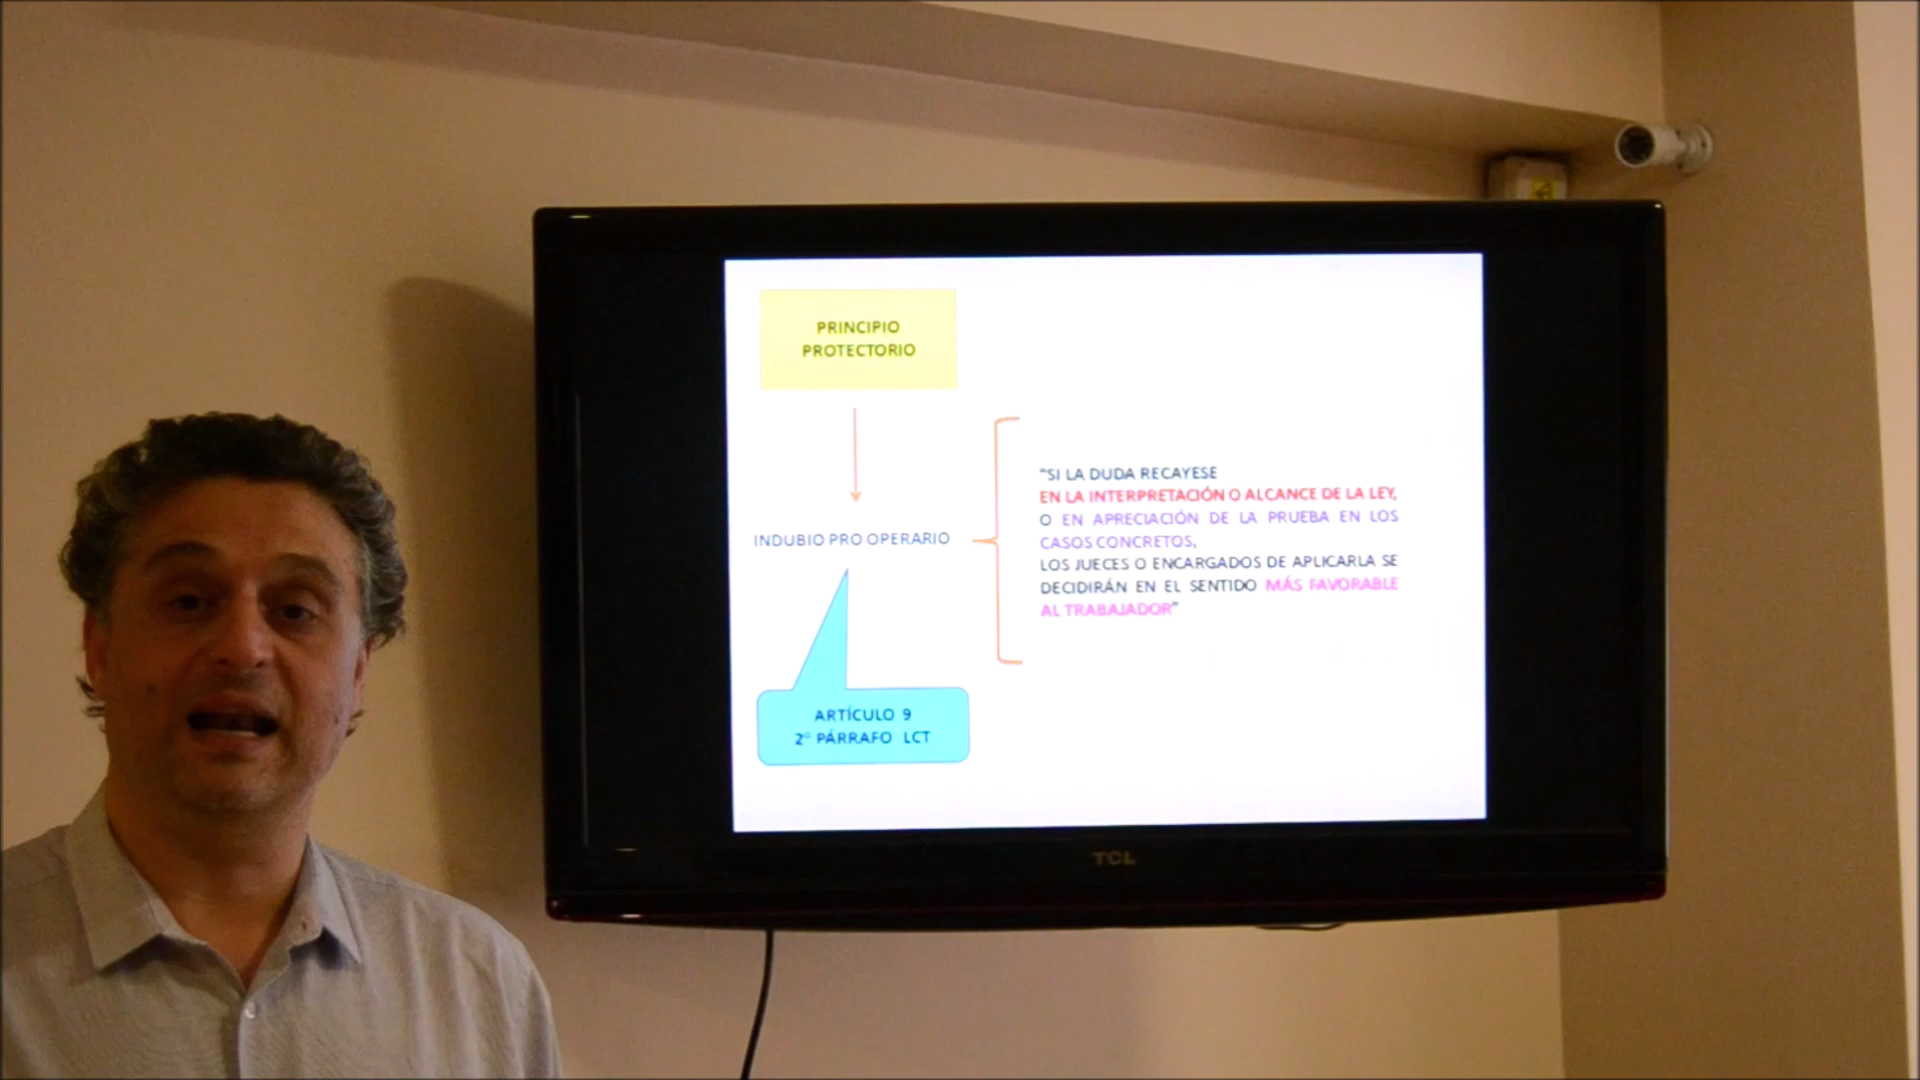 PRINCIPIO
PROTECTORIO
INDUBIO PRO OPERARIO
"SI LA DUDA RECAYESE
EN LA INTERPRETACIÓN O ALCANCE DE LA LEY,
O EN APRECIACIÓN DE LA PRUEBA EN LOS
CASOS CONCRETOS,
LOS JUECES O ENCARGADOS DE APLICARLA SE
DECIDIRÁN EN EL SENTIDO MÁS FAVORABLE
AL TRABAJADOR"
ARTÍCULO 9
2º PÁRRAFO LCT
TCL